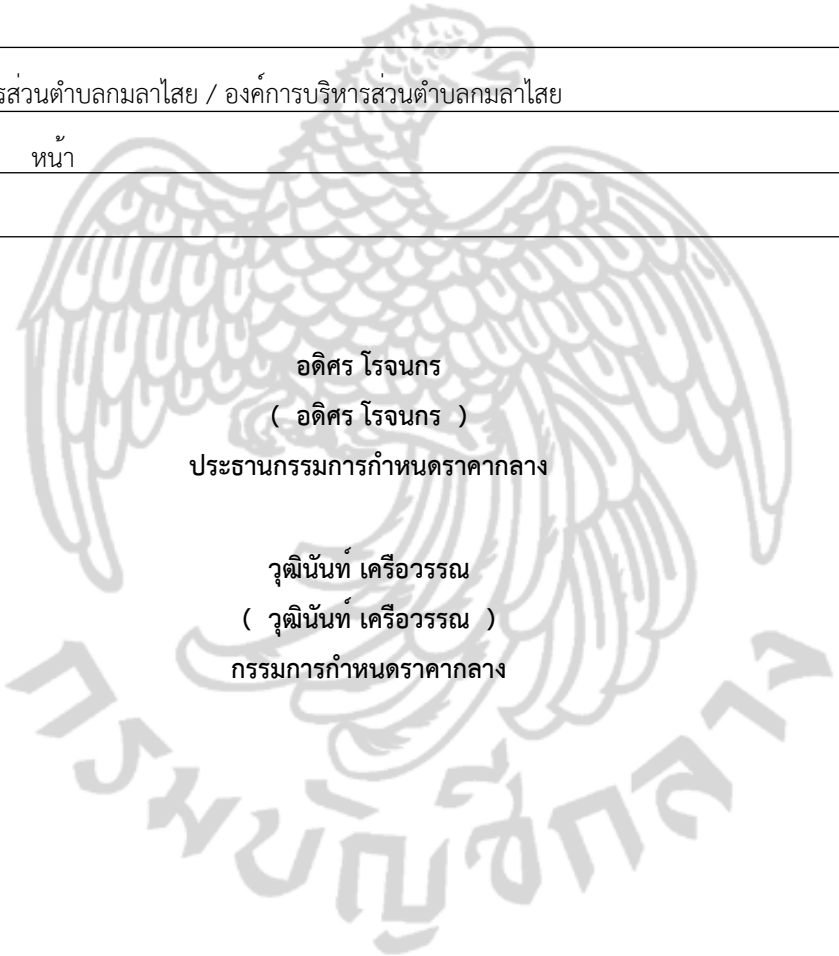 รส่วนตำบลกมลาไสย / องค์การบริหารส่วนตำบลกมลาไสย
หน้า
อดิศร โรจนกร
( อดิศร โรจนกร )
ประธานกรรมการกำหนดราคากลาง
วุฒินันท์ เครือวรรณ
( วุฒินันท์ เครือวรรณ )
กรรมการกำหนดราคากลาง
กรมบัญชีกลาง